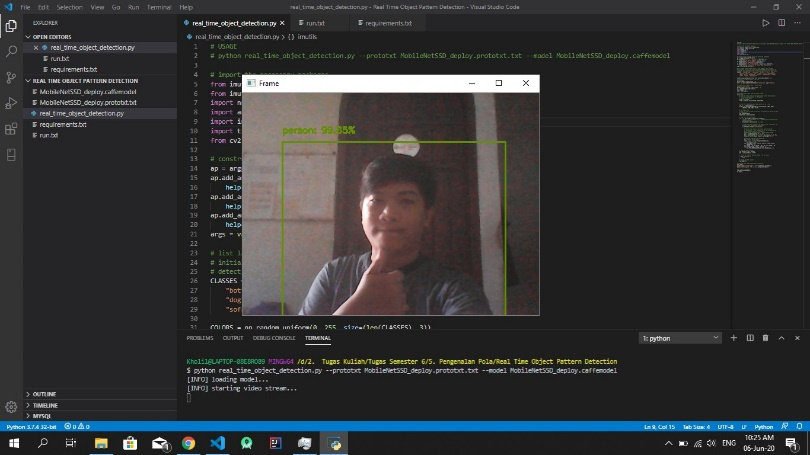 File Edit Selection View Go Run Terminal Help
real_time_object_detection.py - Real Time Object Pattern Detection - Visual Studio Code
EXPLORER
OPEN EDITORS
real_time_object_detection.py
run.txt
requirements.txt
REAL TIME OBJECT PATTERN DETECTION
MobileNetSSD_deploy.caffemodel
MobileNetSSD_deploy.prototxt.txt
real_time_object_detection.py
requirements.txt
run.txt
OUTLINE
TIMELINE
MYSQL
real_time_object_detection.py run.txt requirements.txt
real_time_object_detection.py > {} imutils
1 # USAGE
2 # python real_time_object_detection.py --prototxt MobileNetSSD_deploy.prototxt.txt --model MobileNetSSD_deploy.caffemodel
3
4 # import the
Frame
person:
5 from imu
6 from imu
7 import n
8 import a
9 import i
10 import t
11 from cv2
12
13 # constr
14 ap = arg
15 ap.add_a
16 help
17 ap.add_a
18 help
19 ap.add_a
20 help
21 args = v
22
23 # list l
24 # initia
25 # detect
26 CLASSES
27 "bot
28 "dog
29 "sof
30
31 COLORS = np.random.uniform(0, 255, size=(len(CLASSES), 3))
PROBLEMS OUTPUT DEBUG CONSOLE TERMINAL
1: python
/d/2. Tugas Kuliah/Tugas Semester 6/5. Pengenalan Pola/Real Time Object Pattern Detection
$ python real_time_object_detection.py --prototxt MobileNetSSD_deploy.prototxt.txt --model MobileNetSSD_deploy.caffemodel
[INFO] loading model...
[INFO] starting video stream...
Python 3.7.4 32-bit 0 0
Ln 9, Col 15 Tab Size: 4 UTF-8 LF Python
ENG
10:25 AM
06-Jun-20